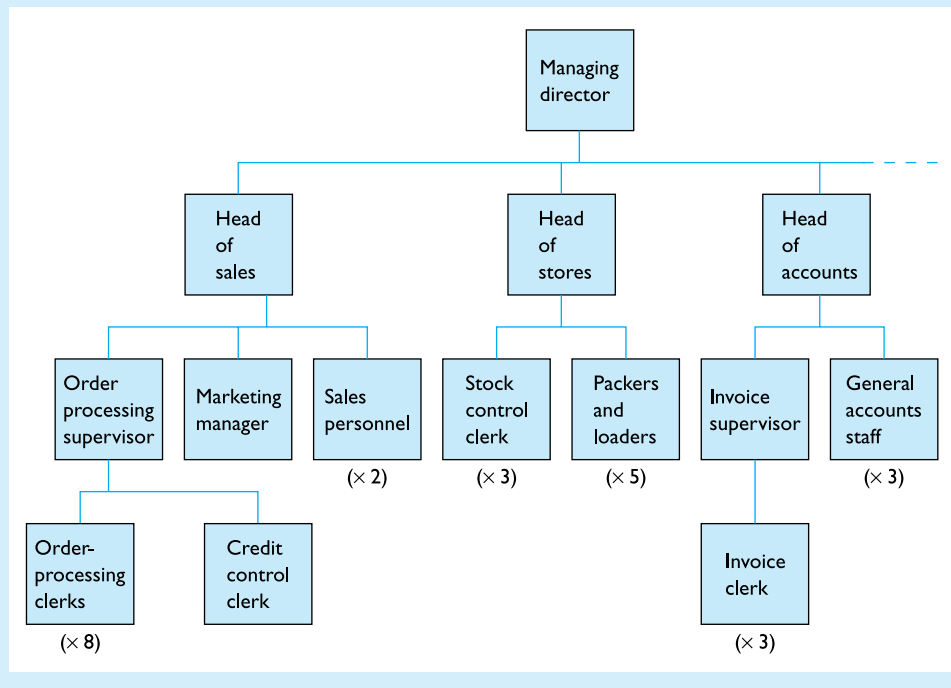 Managing
director
Head
of
sales
Head
of
stores
Head
of
accounts
Order
processing
supervisor
Marketing
manager
Sales
personnel
(× 2)
Stock
control
clerk
(× 3)
Packers
and
loaders
(× 5)
Invoice
supervisor
General
accounts
staff
(× 3)
Order-
processing
clerks
(× 8)
Credit
control
clerk
Invoice
clerk
(× 3)